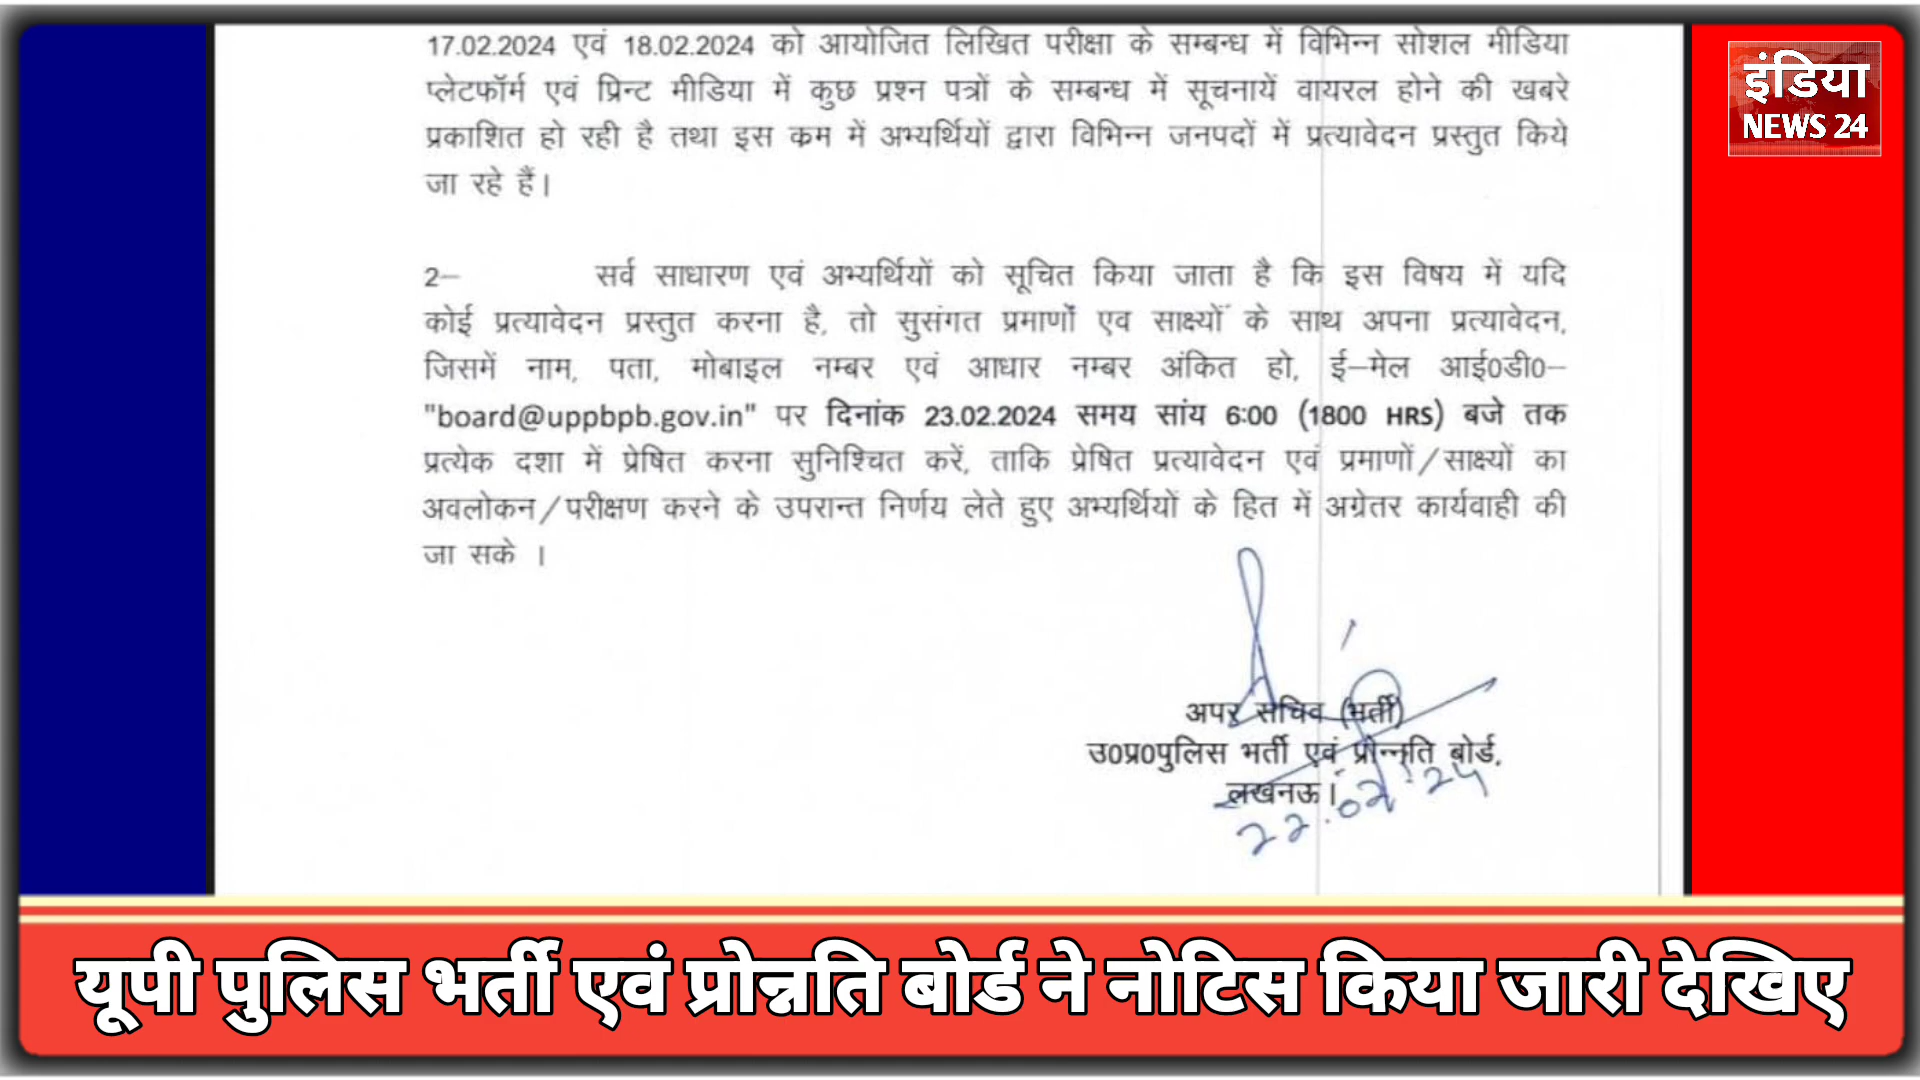 17.02.2024 एवं 18.02.2024 को आयोजित लिखित परीक्षा के सम्बन्ध में विभिन्न सोशल मीडिया
प्लेटफॉर्म एवं प्रिन्ट मीडिया में कुछ प्रश्न पत्रों के सम्बन्ध में सूचनायें वायरल होने की खबरे
प्रकाशित हो रही है तथा इस कम में अभ्यर्थियों द्वारा विभिन्न जनपदों में प्रत्यावेदन प्रस्तुत किये
जा रहे हैं।
2– सर्व साधारण एवं अभ्यर्थियों को सूचित किया जाता है कि इस विषय में यदि
कोई प्रत्यावेदन प्रस्तुत करना है, तो सुसंगत प्रमाणों एव साक्ष्यों के साथ अपना प्रत्यावेदन,
जिसमें नाम, पता, मोबाइल नम्बर एवं आधार नम्बर अंकित हो, ई–मेल आई0डी0–
"board@uppbpb.gov.in" पर दिनांक 23.02.2024 समय सांय 6:00 (1800 HRS) बजे तक
प्रत्येक दशा में प्रेषित करना सुनिश्चित करें, ताकि प्रेषित प्रत्यावेदन एवं प्रमाणों/साक्ष्यों का
अवलोकन/परीक्षण करने के उपरान्त निर्णय लेते हुए अभ्यर्थियों के हित में अग्रेतर कार्यवाही की
जा सके ।
अपर सचिव (भर्ती)
उ0प्र0पुलिस भर्ती एवं प्रोन्नति बोर्ड,
लखनऊ।
22.02.24
इंडिया
NEWS 24
यूपी पुलिस भर्ती एवं प्रोन्नति बोर्ड ने नोटिस किया जारी देखिए